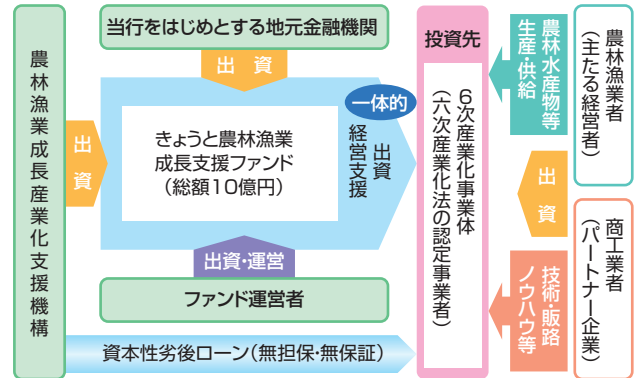 農林漁業成長産業化支援機構
当行をはじめとする地元金融機関
出資
出資
きょうと農林漁業
成長支援ファンド
(総額10億円)
一体的
出資
経営支援
出資・運営
ファンド運営者
資本性劣後ローン(無担保・無保証)
投資先
6次産業化事業体
(六次産業化法の認定事業者)
農林水産物等
生産・供給
出資
技術・販路
ノウハウ等
農林漁業者
(主たる経営者)
商工業者
(パートナー企業)